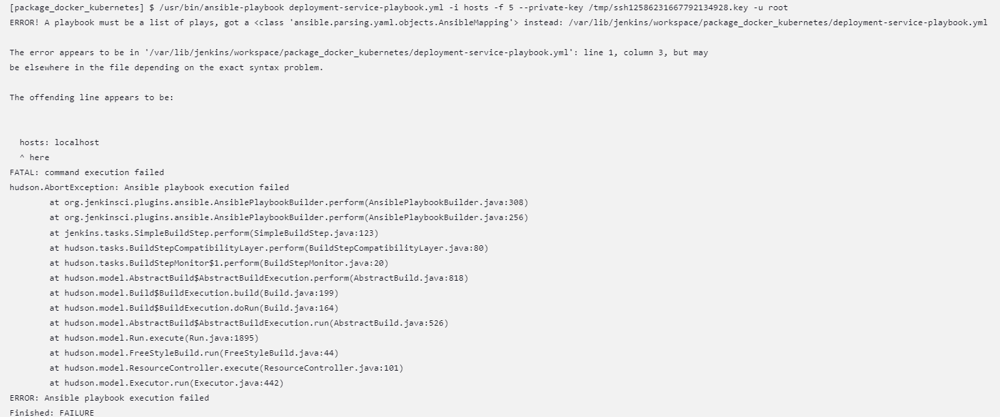 [package_docker_kubernetes] $ /usr/bin/ansible-playbook deployment-service-playbook.yml -i hosts -f 5 --private-key /tmp/ssh12586231667792134928.key -u root
ERROR! A playbook must be a list of plays, got a <class 'ansible.parsing.yaml.objects.AnsibleMapping'> instead: /var/lib/jenkins/workspace/package_docker_kubernetes/deployment-service-playbook.yml
The error appears to be in '/var/lib/jenkins/workspace/package_docker_kubernetes/deployment-service-playbook.yml': line 1, column 3, but may
be elsewhere in the file depending on the exact syntax problem.
The offending line appears to be:
hosts: localhost
^ here
FATAL: command execution failed
hudson.AbortException: Ansible playbook execution failed
at org.jenkinsci.plugins.ansible.AnsiblePlaybookBuilder.perform(AnsiblePlaybookBuilder.java:308)
at org.jenkinsci.plugins.ansible.AnsiblePlaybookBuilder.perform(AnsiblePlaybookBuilder.java:256)
at jenkins.tasks.SimpleBuildStep.perform(SimpleBuildStep.java:123)
at hudson.tasks.BuildStepCompatibilityLayer.perform(BuildStepCompatibilityLayer.java:80)
at hudson.tasks.BuildStepMonitor$1.perform(BuildStepMonitor.java:20)
at hudson.model.AbstractBuild$AbstractBuildExecution.perform(AbstractBuild.java:818)
at hudson.model.Build$BuildExecution.build(Build.java:199)
at hudson.model.Build$BuildExecution.doRun(Build.java:164)
at hudson.model.AbstractBuild$AbstractBuildExecution.run(AbstractBuild.java:526)
at hudson.model.Run.execute(Run.java:1895)
at hudson.model.FreeStyleBuild.run(FreeStyleBuild.java:44)
at hudson.model.ResourceController.execute(ResourceController.java:101)
at hudson.model.Executor.run(Executor.java:442)
ERROR: Ansible playbook execution failed
Finished: FAILURE